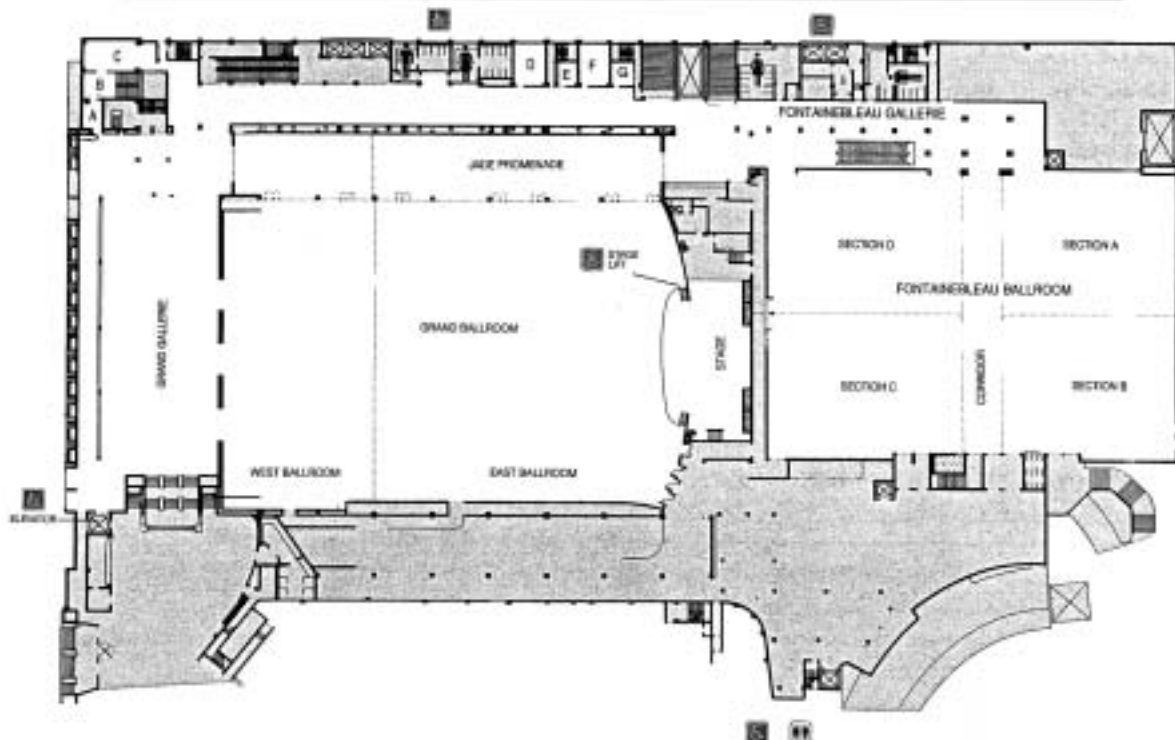 C
B
A
D
E
F
G
FONTAINEBLEAU GALLERIE
JADE PROMENADE
SECTION D
SECTION A
STAGE
LIFT
FONTAINEBLEAU BALLROOM
GRAND BALLROOM
GRAND GALLERIE
STAGE
CORRIDOR
SECTION C
SECTION B
WEST BALLROOM
EAST BALLROOM
ELEVATOR